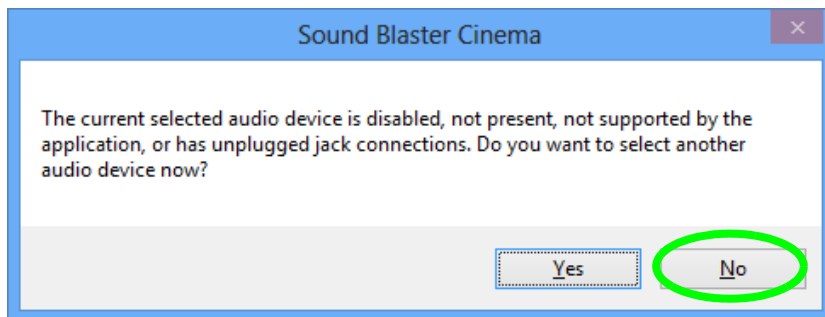 Sound Blaster Cinema
The current selected audio device is disabled, not present, not supported by the
application, or has unplugged jack connections. Do you want to select another
audio device now?
Yes No